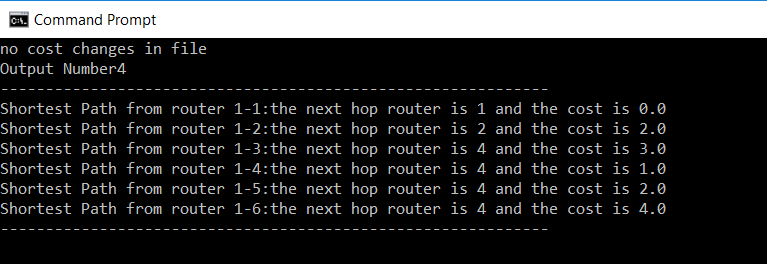 Command Prompt
no cost changes in file
Output Number4
-------------------------------------------------------------
Shortest Path from router 1-1:the next hop router is 1 and the cost is 0.0
Shortest Path from router 1-2:the next hop router is 2 and the cost is 2.0
Shortest Path from router 1-3:the next hop router is 4 and the cost is 3.0
Shortest Path from router 1-4:the next hop router is 4 and the cost is 1.0
Shortest Path from router 1-5:the next hop router is 4 and the cost is 2.0
Shortest Path from router 1-6:the next hop router is 4 and the cost is 4.0
-------------------------------------------------------------